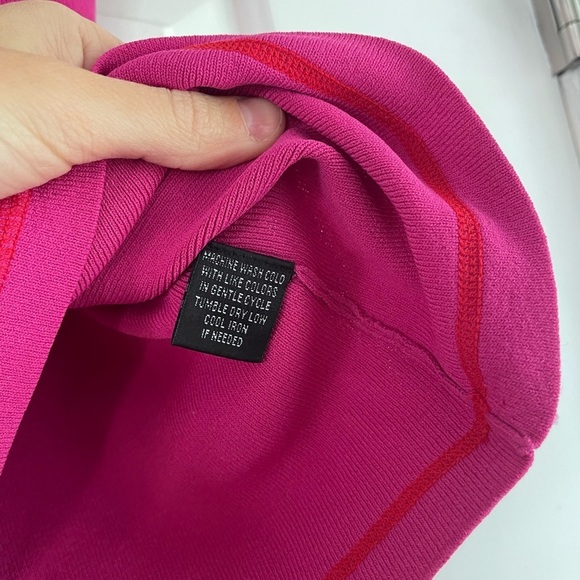 MACHINE WASH COLD
WITH LIKE COLORS
IN GENTLE CYCLE
TUMBLE DRY LOW
COOL IRON
IF NEEDED